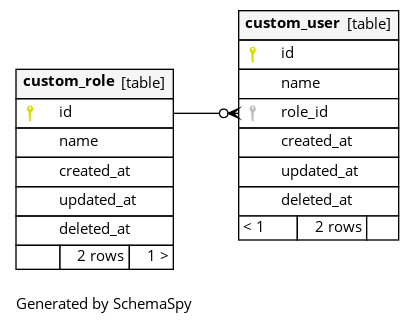 custom_role [table]
id
name
created_at
updated_at
deleted_at
2 rows 1 >
custom_user [table]
id
name
role_id
created_at
updated_at
deleted_at
< 1 2 rows
Generated by SchemaSpy